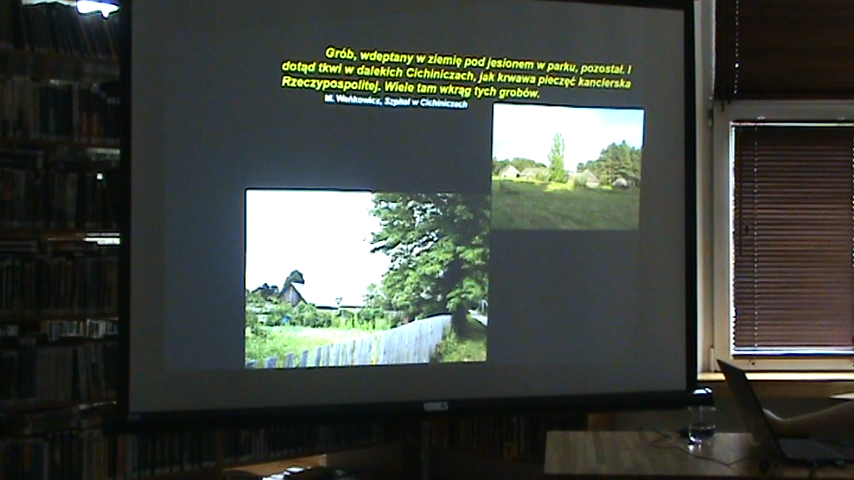 Grób, wdeptany w ziemię pod jesionem w parku, pozostał. I
dotąd tkwi w dalekich Cichiniczach, jak krwawa pieczęć kanclerska
Rzeczypospolitej. Wiele tam wkrąg tych grobów.
M. Wańkowicz, Szpital w Cichiniczach